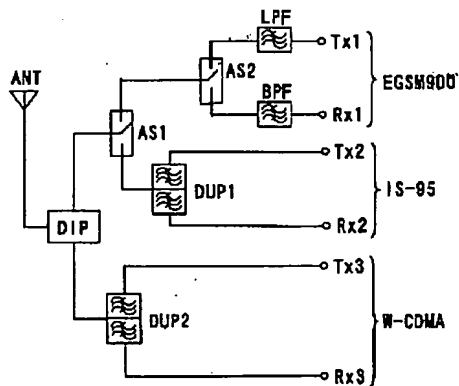 LPF
Tx1
ANT
AS2
EGSM900
BPF
Rx1
AS1
Tx2
DUP1
IS-95
Rx2
DIP
Tx3
DUP2
W-CDMA
Rx3